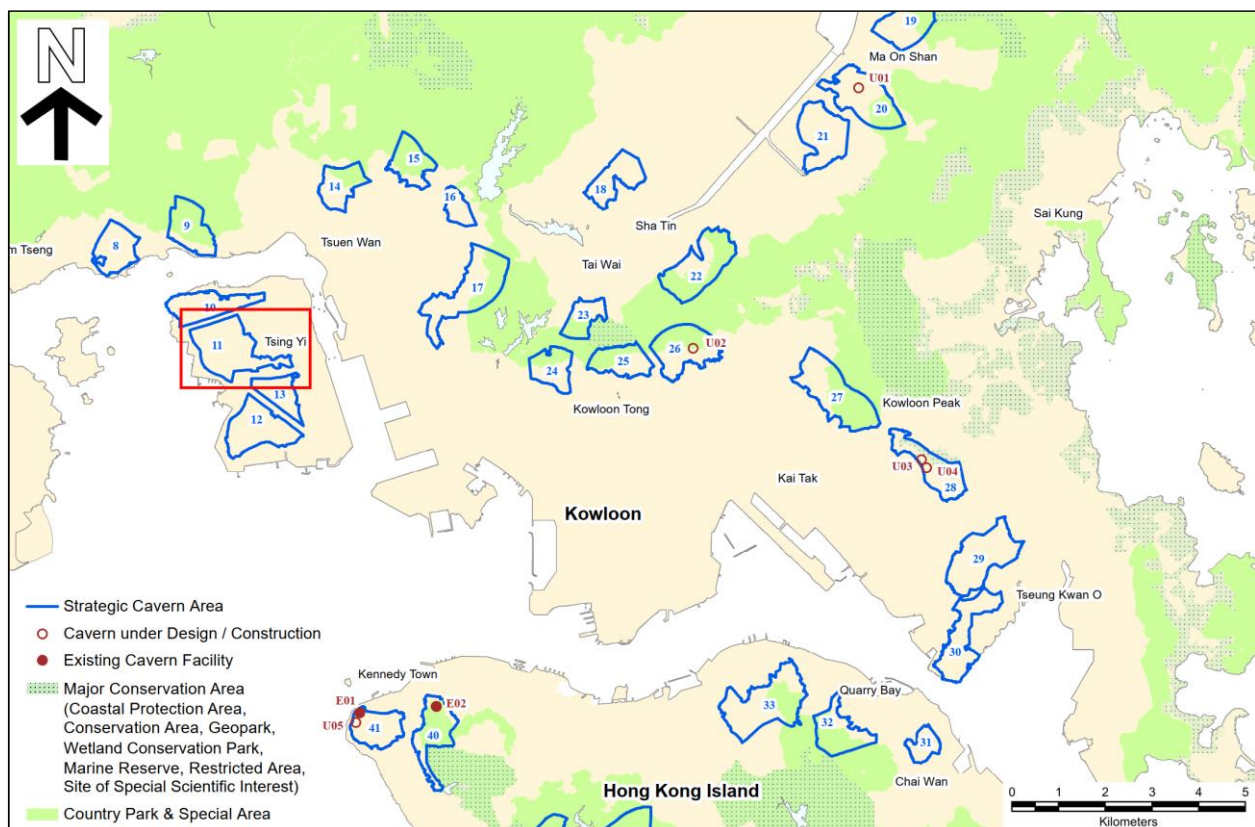 N
19
Ma On Shan
U01
20
21
15
14
16
18
Sai Kung
9
8
m Tseng
Tsuen Wan
Sha Tin
Tai Wai
22
17
10
23
11
Tsing Yi
26
U02
25
24
13
27
Kowloon Peak
12
Kowloon Tong
U03
U04
28
Kai Tak
Kowloon
29
Tseung Kwan O
30
Kennedy Town
Quarry Bay
E01
E02
U05
41
40
33
32
31
Chai Wan
Hong Kong Island
Strategic Cavern Area
Cavern under Design / Construction
Existing Cavern Facility
Major Conservation Area
(Coastal Protection Area,
Conservation Area, Geopark,
Wetland Conservation Park,
Marine Reserve, Restricted Area,
Site of Special Scientific Interest)
Country Park & Special Area
0 1 2 3 4 5
Kilometers